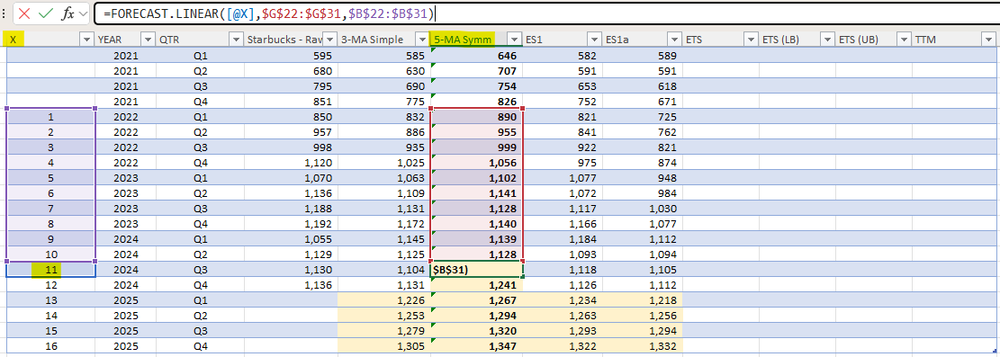 fx =FORECAST.LINEAR([@X],$G$22:$G$31,$B$22:$B$31)
X YEAR QTR Starbucks - Rav 3-MA Simple 5-MA Symm ES1 ES1a ETS ETS (LB) ETS (UB) TTM
2021 Q1 595 585 646 582 589
2021 Q2 680 630 707 591 591
2021 Q3 795 690 754 653 618
2021 Q4 851 775 826 752 671
1 2022 Q1 850 832 890 821 725
2 2022 Q2 957 886 955 841 762
3 2022 Q3 998 935 999 922 821
4 2022 Q4 1,120 1,025 1,056 975 874
5 2023 Q1 1,070 1,063 1,102 1,077 948
6 2023 Q2 1,136 1,109 1,141 1,072 984
7 2023 Q3 1,188 1,131 1,128 1,117 1,030
8 2023 Q4 1,192 1,172 1,140 1,166 1,077
9 2024 Q1 1,055 1,145 1,139 1,184 1,112
10 2024 Q2 1,129 1,125 1,128 1,093 1,094
11 2024 Q3 1,130 1,104 $B$31) 1,118 1,105
12 2024 Q4 1,136 1,131 1,241 1,126 1,112
13 2025 Q1 1,226 1,267 1,234 1,218
14 2025 Q2 1,253 1,294 1,263 1,256
15 2025 Q3 1,279 1,320 1,293 1,294
16 2025 Q4 1,305 1,347 1,322 1,332